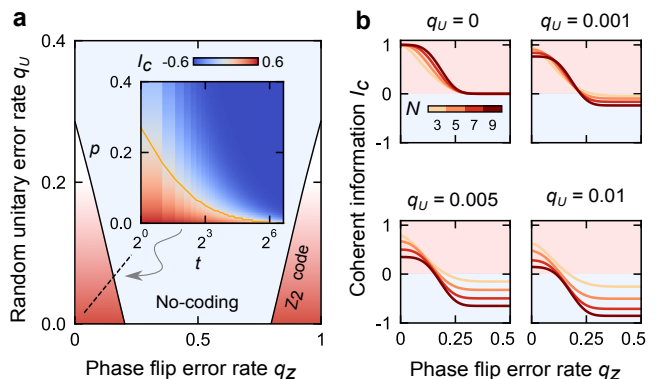 a
Random unitary error rate q_U
0.4
0.2
0.0
0
0.5
1
Phase flip error rate q_Z
No-coding
Z_2 code
I_C
-0.6
0.6
p
0.4
0.2
0.0
2^0
2^3
2^6
t
b
Coherent information I_C
q_U = 0
q_U = 0.001
1
0
-1
N
3 5 7 9
q_U = 0.005
q_U = 0.01
1
0
-1
0 0.25 0.5
0 0.25 0.5
Phase flip error rate q_Z